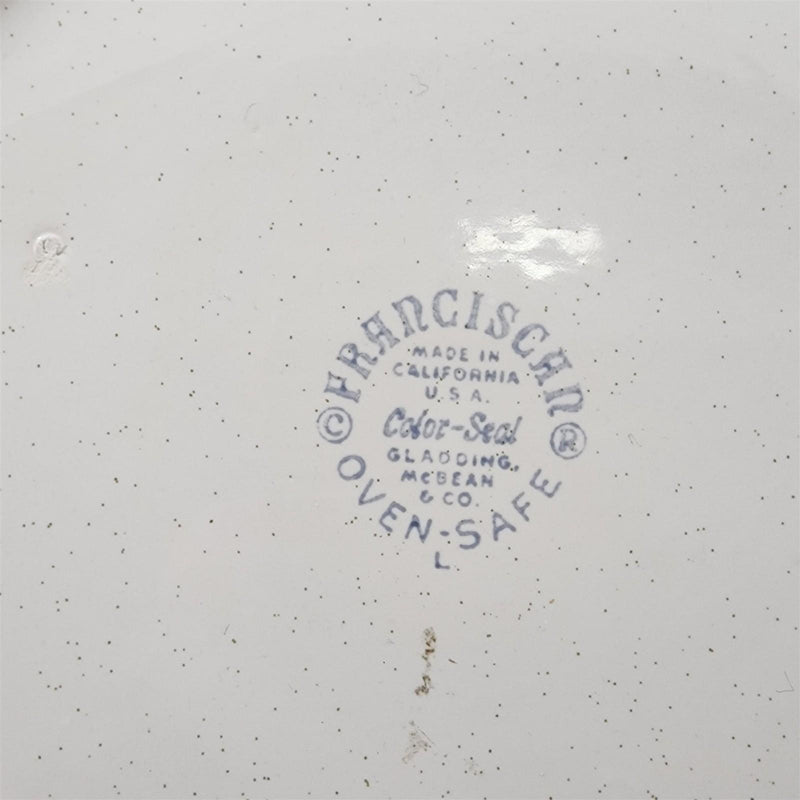 FRANCISCAN
MADE IN
CALIFORNIA
U.S.A.
© Color-Seal ®
GLADDING,
McBEAN
& CO.
OVEN-SAFE
L